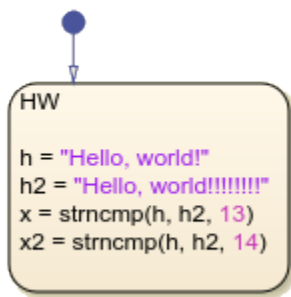 HW
h = "Hello, world!"
h2 = "Hello, world!!!!!!!!"
x = strncmp(h, h2, 13)
x2 = strncmp(h, h2, 14)